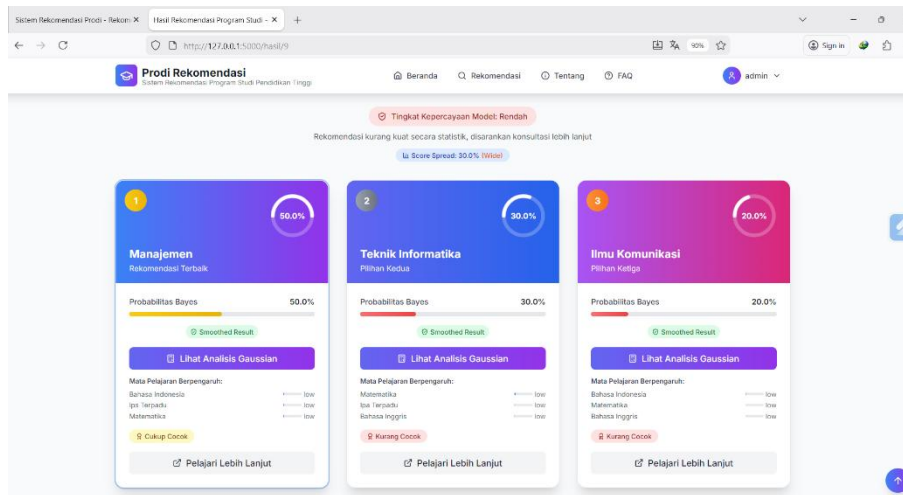 Sistem Rekomendasi Prodi - Rekom
Hasil Rekomendasi Program Studi -
http://127.0.0.1:5000/hasil/9
90%
Sign in
Prodi Rekomendasi
Sistem Rekomendasi Program Studi Pendidikan Tinggi
Beranda
Rekomendasi
Tentang
FAQ
admin
Tingkat Kepercayaan Model: Rendah
Rekomendasi kurang kuat secara statistik, disarankan konsultasi lebih lanjut
Score Spread: 30.0% (Wide)
1
50.0%
Manajemen
Rekomendasi Terbaik
Probabilitas Bayes 50.0%
Smoothed Result
Lihat Analisis Gaussian
Mata Pelajaran Berpengaruh:
Bahasa Indonesia low
Ips Terpadu low
Matematika low
Cukup Cocok
Pelajari Lebih Lanjut
2
30.0%
Teknik Informatika
Pilihan Kedua
Probabilitas Bayes 30.0%
Smoothed Result
Lihat Analisis Gaussian
Mata Pelajaran Berpengaruh:
Matematika low
Ipa Terpadu low
Bahasa Inggris low
Kurang Cocok
Pelajari Lebih Lanjut
3
20.0%
Ilmu Komunikasi
Pilihan Ketiga
Probabilitas Bayes 20.0%
Smoothed Result
Lihat Analisis Gaussian
Mata Pelajaran Berpengaruh:
Bahasa Indonesia low
Matematika low
Bahasa Inggris low
Kurang Cocok
Pelajari Lebih Lanjut